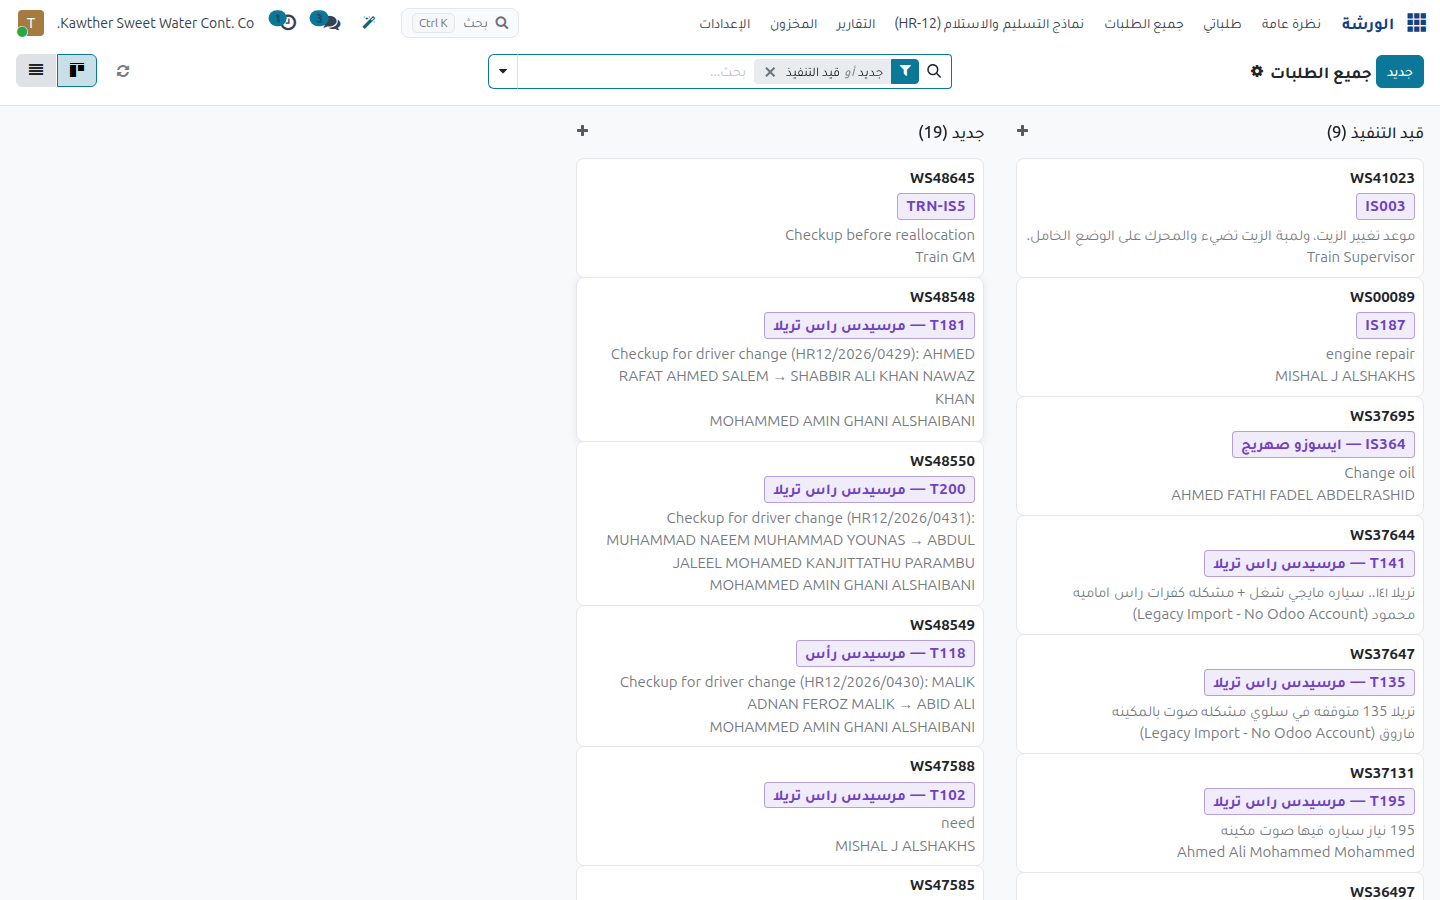 الورشة
نظرة عامة
طلباتي
جميع الطلبات
نماذج التسليم والاستلام (HR-12)
التقارير
المخزون
الإعدادات
بحث
Ctrl K
3
1
Kawther Sweet Water Cont. Co.
T
جديد
جميع الطلبات
جديد أو قيد التنفيذ
بحث...
قيد التنفيذ (9)
WS41023
IS003
موعد تغيير الزيت. ولمبة الزيت تضيء والمحرك على الوضع الخامل.
Train Supervisor
WS00089
IS187
engine repair
MISHAL J ALSHAKHS
WS37695
IS364 — ايسوزو صهريج
Change oil
AHMED FATHI FADEL ABDELRASHID
WS37644
T141 — مرسيدس راس تريلا
تريلا ١٤١.. سياره مايجي شغل + مشكله كفرات راس اماميه
محمود (Legacy Import - No Odoo Account)
WS37647
T135 — مرسيدس راس تريلا
تريلا 135 متوقفه في سلوي مشكله صوت بالمكينه
فاروق (Legacy Import - No Odoo Account)
WS37131
T195 — مرسيدس راس تريلا
195 نياز سياره فيها صوت مكينه
Ahmed Ali Mohammed Mohammed
WS36497
جديد (19)
WS48645
TRN-IS5
Checkup before reallocation
Train GM
WS48548
T181 — مرسيدس راس تريلا
Checkup for driver change (HR12/2026/0429): AHMED
RAFAT AHMED SALEM → SHABBIR ALI KHAN NAWAZ
KHAN
MOHAMMED AMIN GHANI ALSHAIBANI
WS48550
T200 — مرسيدس راس تريلا
Checkup for driver change (HR12/2026/0431):
MUHAMMAD NAEEM MUHAMMAD YOUNAS → ABDUL
JALEEL MOHAMED KANJITTATHU PARAMBU
MOHAMMED AMIN GHANI ALSHAIBANI
WS48549
T118 — مرسيدس رأس
Checkup for driver change (HR12/2026/0430): MALIK
ADNAN FEROZ MALIK → ABID ALI
MOHAMMED AMIN GHANI ALSHAIBANI
WS47588
T102 — مرسيدس راس تريلا
need
MISHAL J ALSHAKHS
WS47585